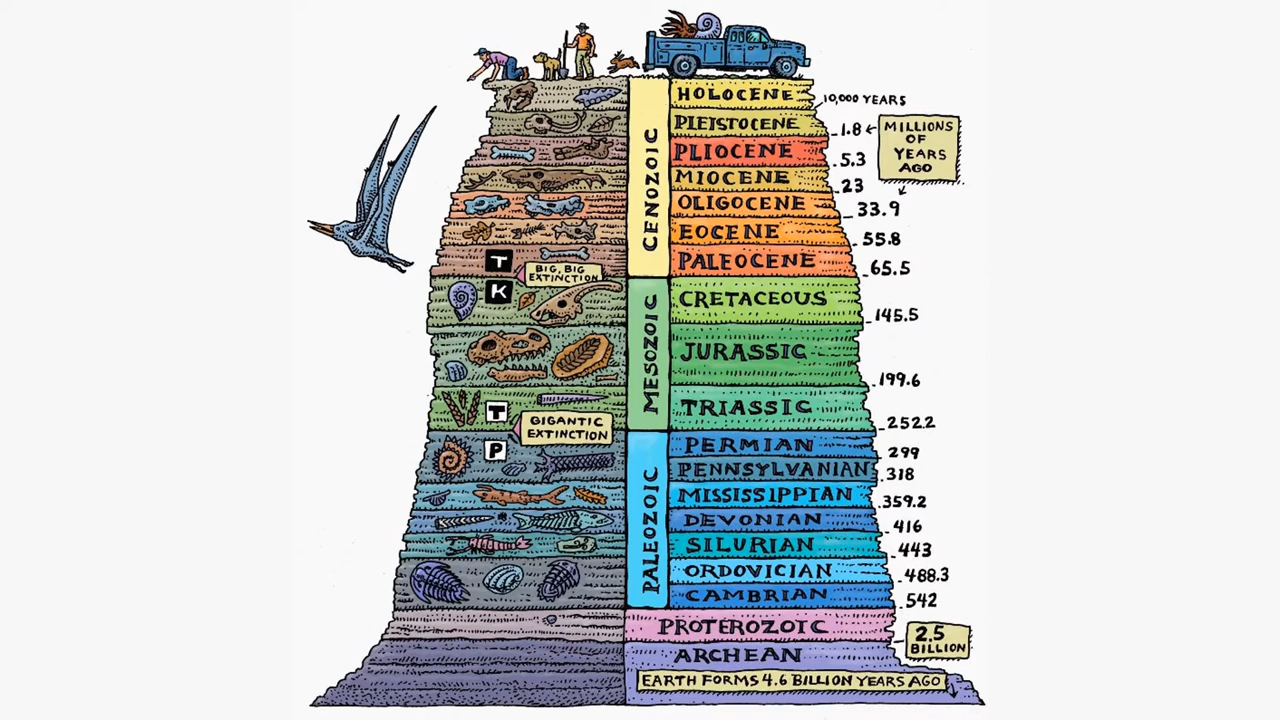 HOLOCENE
10,000 YEARS
PLEISTOCENE
1.8
MILLIONS
OF
YEARS
AGO
PLIOCENE
5.3
MIOCENE
23
OLIGOCENE
33.9
EOCENE
55.8
PALEOCENE
65.5
CENOZOIC
T
BIG, BIG
EXTINCTION
K
CRETACEOUS
145.5
JURASSIC
199.6
TRIASSIC
252.2
MESOZOIC
T
GIGANTIC
EXTINCTION
P
PERMIAN
299
PENNSYLVANIAN
318
MISSISSIPPIAN
359.2
DEVONIAN
416
SILURIAN
443
ORDOVICIAN
488.3
CAMBRIAN
542
PALEOZOIC
PROTEROZOIC
2.5
BILLION
ARCHEAN
EARTH FORMS 4.6 BILLION YEARS AGO